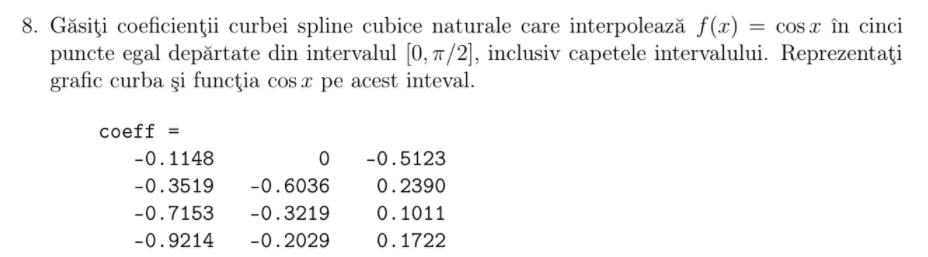 8. Găsiţi coeficienţii curbei spline cubice naturale care interpolează f(x) = cos x în cinci
puncte egal depărtate din intervalul [0, π/2], inclusiv capetele intervalului. Reprezentaţi
grafic curba şi funcţia cos x pe acest inteval.
coeff =
-0.1148 0 -0.5123
-0.3519 -0.6036 0.2390
-0.7153 -0.3219 0.1011
-0.9214 -0.2029 0.1722